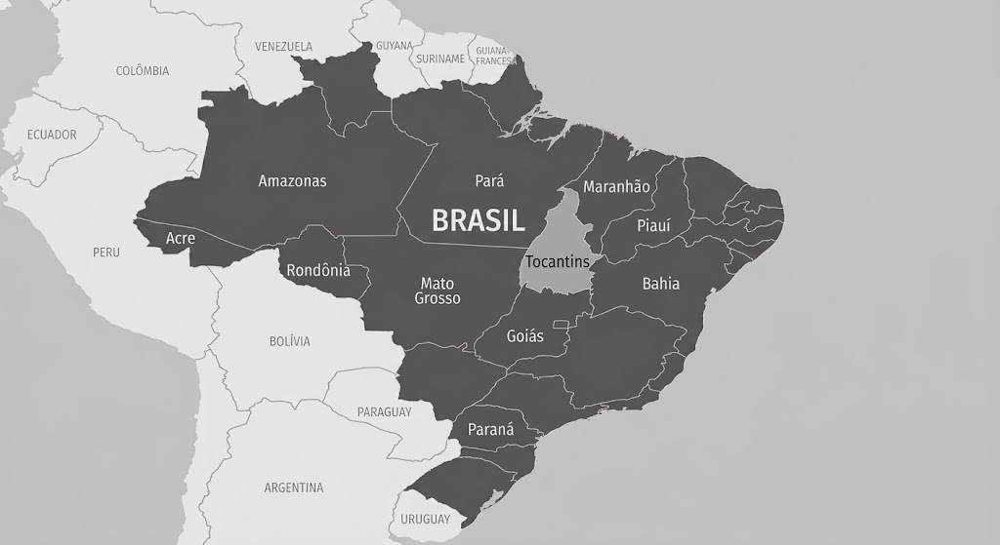 VENEZUELA
GUYANA
SURINAME
GUIANA
FRANCESA
COLÔMBIA
ECUADOR
Amazonas
Pará
Maranhão
BRASIL
Piauí
Acre
PERU
Rondônia
Tocantins
Mato
Grosso
Bahia
Goiás
BOLÍVIA
PARAGUAY
Paraná
ARGENTINA
URUGUAY